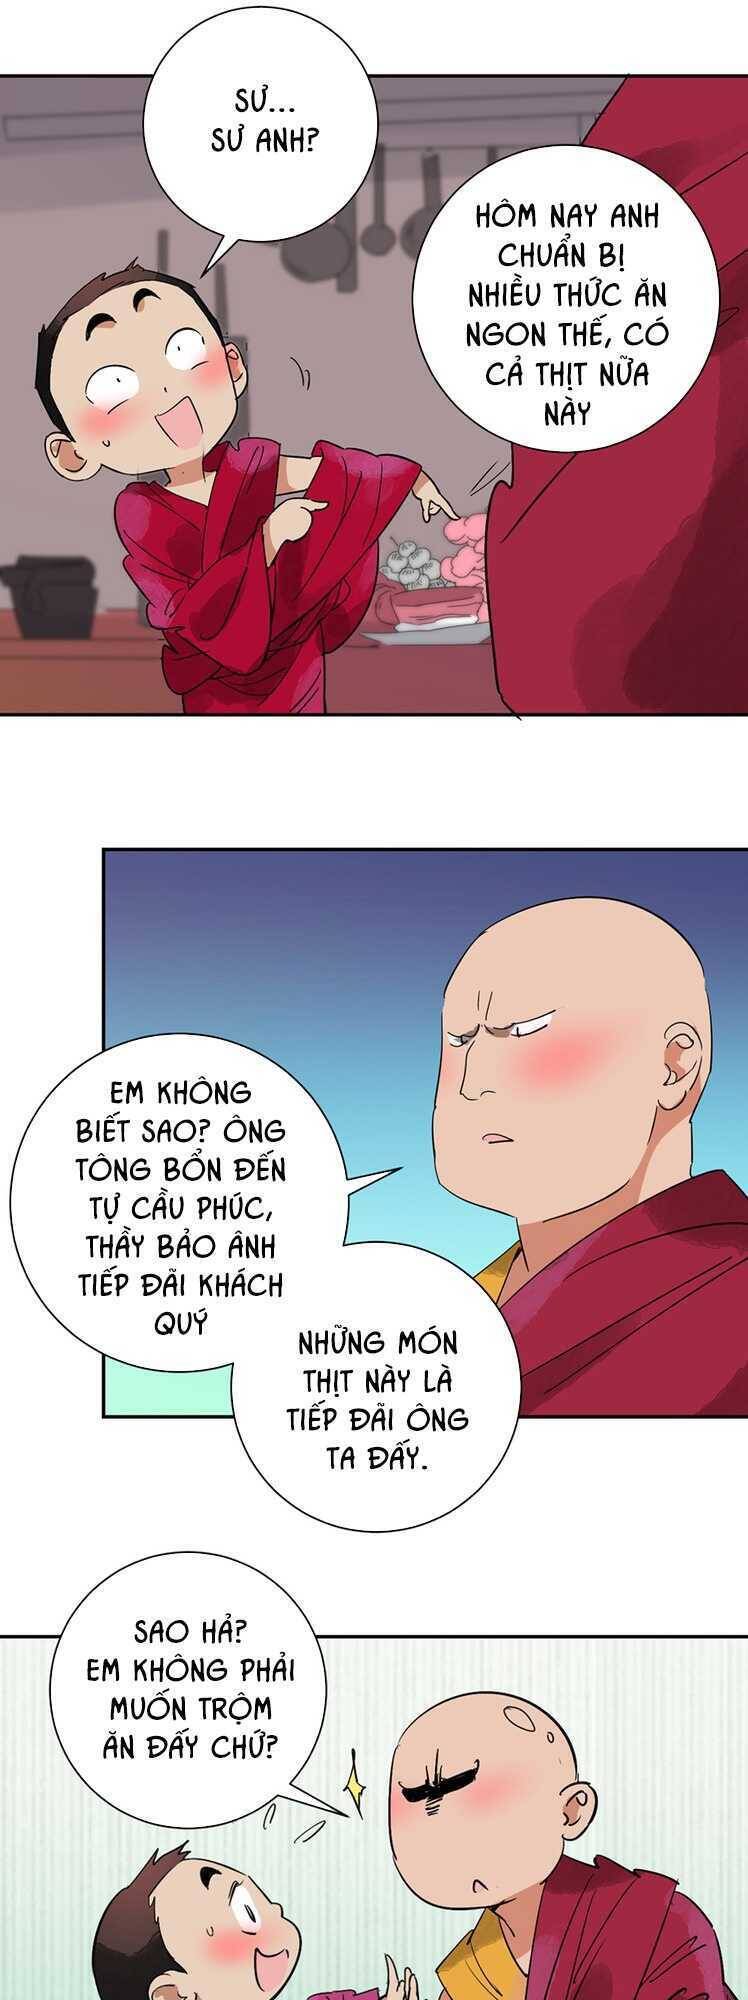 SƯ...
SƯ ANH?
HÔM NAY ANH
CHUẨN BỊ
NHIỀU THỨC ĂN
NGON THẾ, CÓ
CẢ THỊT NỮA
NÀY
EM KHÔNG
BIẾT SAO? ÔNG
TÔNG BỔN ĐẾN
TỰ CẦU PHÚC,
THẦY BẢO ÂNH
TIẾP ĐÃI KHÁCH
QUÝ
NHỮNG MÓN
THỊT NÀY LÀ
TIẾP ĐÃI ÔNG
TA ĐẤY.
SAO HẢ?
EM KHÔNG PHẢI
MUỐN TRỘM
ĂN ĐẤY CHỨ?